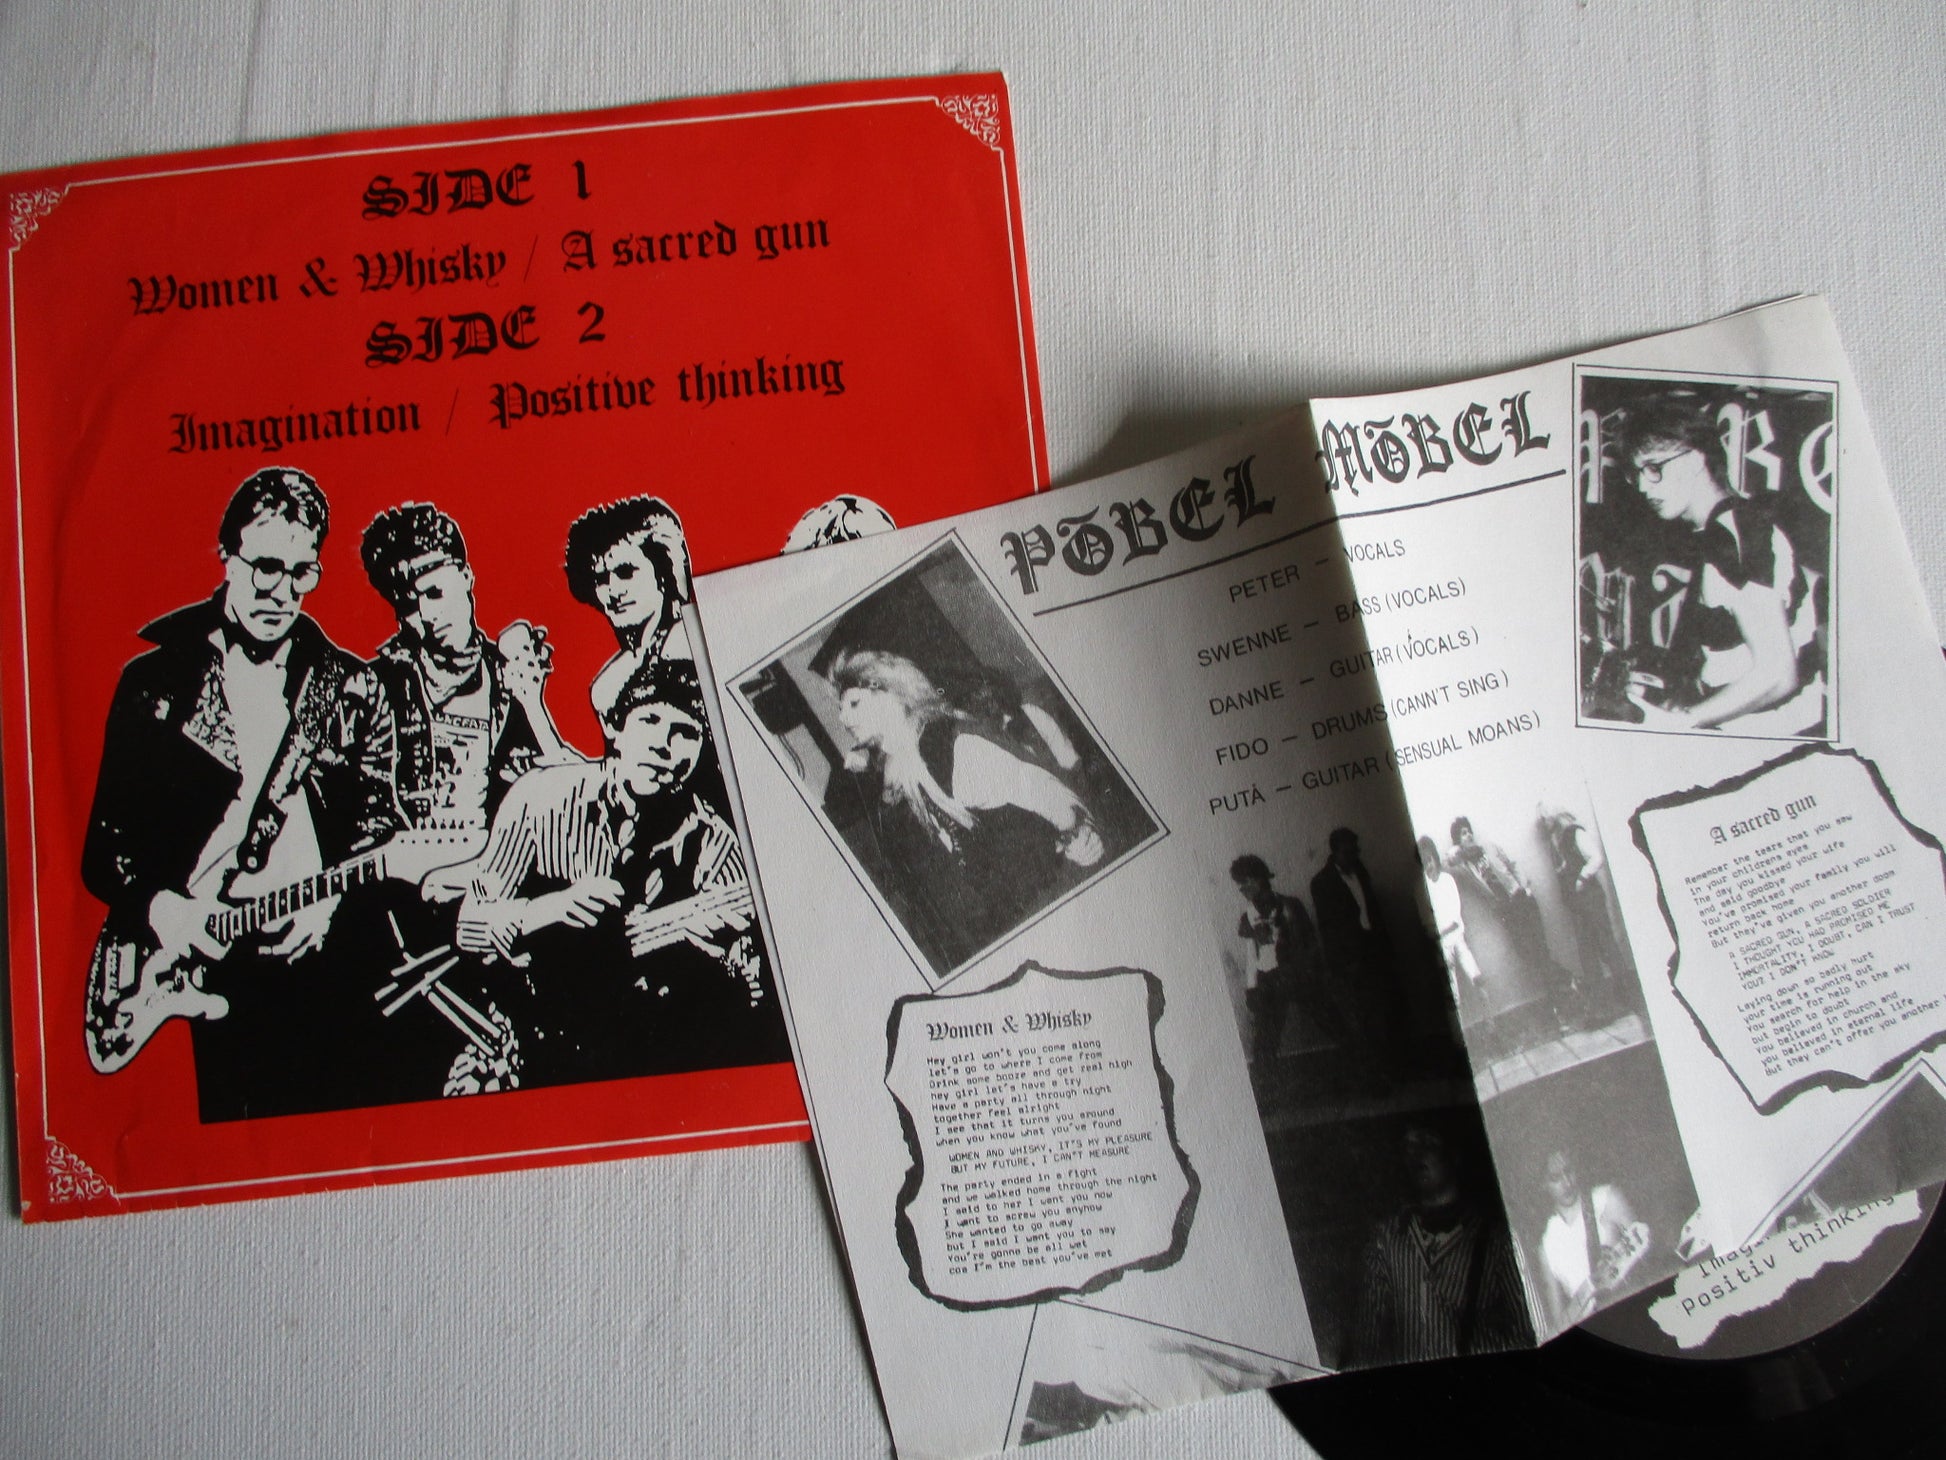 SIDE 1
Women & Whisky / A sacred gun
SIDE 2
Imagination / Positive thinking
PÖBEL MÖBEL
PETER – VOCALS
SWENNE – BASS (VOCALS)
DANNE – GUITAR (VOCALS)
FIDO – DRUMS (CANN'T SING)
PUTÅ – GUITAR (SENSUAL MOANS)
Women & Whisky
Hey girl won't you come along
let's go to where I come from
Drink some booze and get real high
hey girl let's have a try
Have a party all through night
together feel alright
I see that it turns you around
when you know what you've found
WOMEN AND WHISKY, IT'S MY PLEASURE
BUT MY FUTURE, I CAN'T MEASURE
The party ended in a fight
and we walked home through the night
I said to her I want you now
I want to screw you anyhow
She wanted to go away
but I said I want you to say
You're gonna be all wet
coe I'm the best you've met
A sacred gun
Remember the tears that you saw
in your childrens eyes
The day you kissed your wife
and said goodbye
You've promised your family you will
return back home
But they've given you another doom
A SACRED GUN, A SACRED SOLDIER
I THOUGHT YOU HAD PROMISED ME
IMMORTALITY, I DOUBT, CAN I TRUST
YOU? I DON'T KNOW
Laying down so badly hurt
your time is running out
You search for help in the sky
but begin to doubt
You believed in church and
you believed in eternal life
But they can't offer you another
positiv thinking